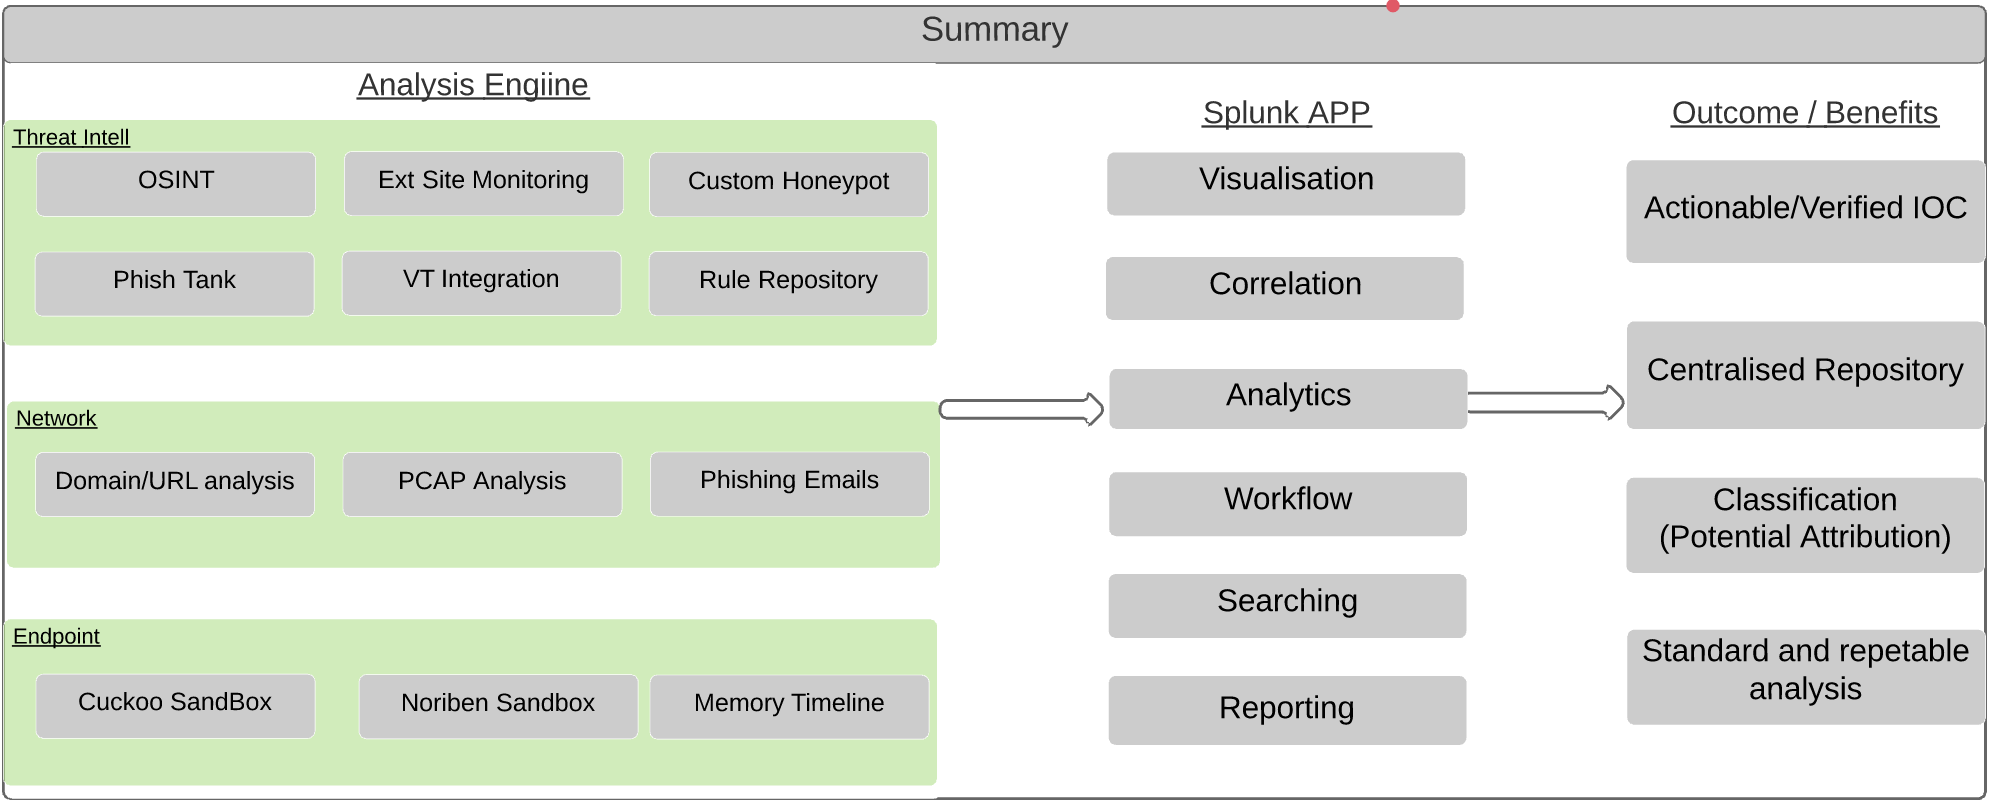 Summary
Analysis Engiine
Threat Intell
OSINT
Ext Site Monitoring
Custom Honeypot
Phish Tank
VT Integration
Rule Repository
Network
Domain/URL analysis
PCAP Analysis
Phishing Emails
Endpoint
Cuckoo SandBox
Noriben Sandbox
Memory Timeline
Splunk APP
Visualisation
Correlation
Analytics
Workflow
Searching
Reporting
Outcome / Benefits
Actionable/Verified IOC
Centralised Repository
Classification
(Potential Attribution)
Standard and repetable
analysis